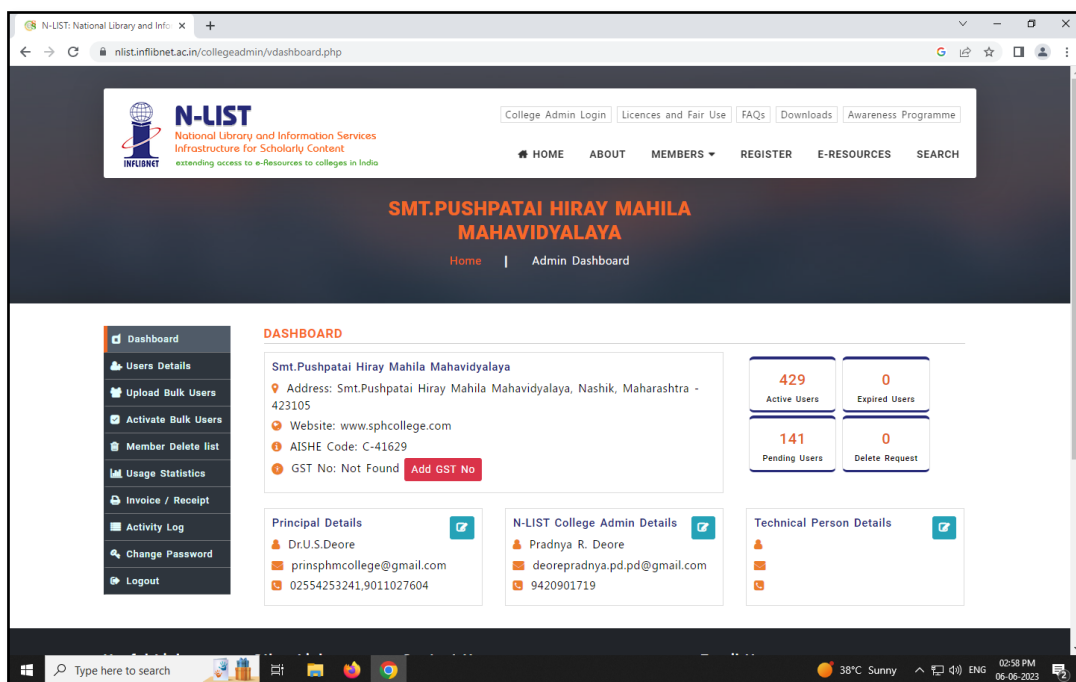 N-LIST: National Library and Info
nlist.inflibnet.ac.in/collegeadmin/vdashboard.php
N-LIST
National Library and Information Services
Infrastructure for Scholarly Content
extending access to e-Resources to colleges in India
INFLIBNET
College Admin Login Licences and Fair Use FAQs Downloads Awareness Programme
HOME ABOUT MEMBERS REGISTER E-RESOURCES SEARCH
SMT.PUSHPATAI HIRAY MAHILA
MAHAVIDYALAYA
Home | Admin Dashboard
Dashboard
Users Details
Upload Bulk Users
Activate Bulk Users
Member Delete list
Usage Statistics
Invoice / Receipt
Activity Log
Change Password
Logout
DASHBOARD
Smt.Pushpatai Hiray Mahila Mahavidyalaya
Address: Smt.Pushpatai Hiray Mahila Mahavidyalaya, Nashik, Maharashtra -
423105
Website: www.sphcollege.com
AISHE Code: C-41629
GST No: Not Found Add GST No
429
Active Users
0
Expired Users
141
Pending Users
0
Delete Request
Principal Details
Dr.U.S.Deore
prinsphmcollege@gmail.com
02554253241,9011027604
N-LIST College Admin Details
Pradnya R. Deore
deorepradnya.pd.pd@gmail.com
9420901719
Technical Person Details
Type here to search
38°C Sunny
ENG
02:58 PM
06-06-2023
2